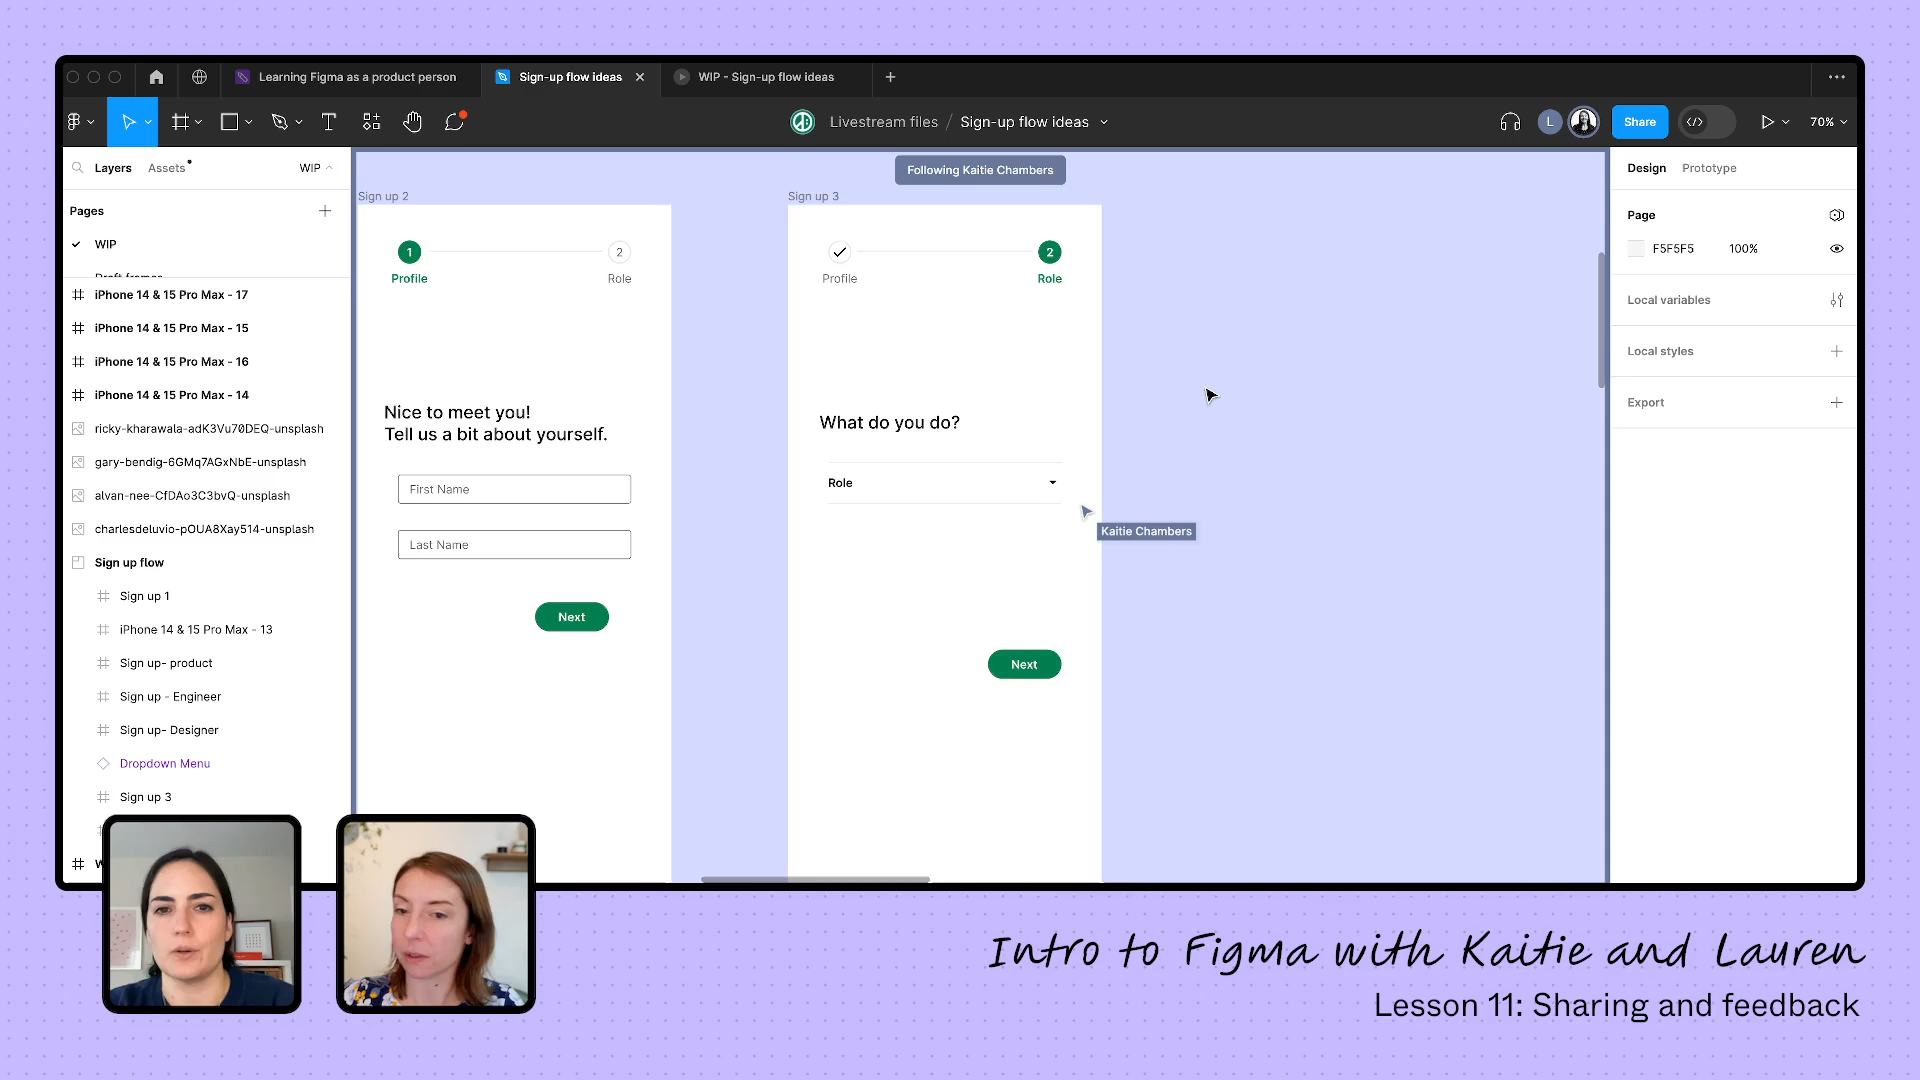 Learning Figma as a product person
Sign-up flow ideas
WIP - Sign-up flow ideas
Livestream files / Sign-up flow ideas
L
Share
70%
Layers
Assets
WIP
Pages
WIP
Draft frames
iPhone 14 & 15 Pro Max - 17
iPhone 14 & 15 Pro Max - 15
iPhone 14 & 15 Pro Max - 16
iPhone 14 & 15 Pro Max - 14
ricky-kharawala-adK3Vu70DEQ-unsplash
gary-bendig-6GMq7AGxNbE-unsplash
alvan-nee-CfDAo3C3bvQ-unsplash
charlesdeluvio-pOUA8Xay514-unsplash
Sign up flow
Sign up 1
iPhone 14 & 15 Pro Max - 13
Sign up- product
Sign up - Engineer
Sign up- Designer
Dropdown Menu
Sign up 3
Following Kaitie Chambers
Sign up 2
1
2
Profile
Role
Nice to meet you!
Tell us a bit about yourself.
First Name
Last Name
Next
Sign up 3
2
Profile
Role
What do you do?
Role
Kaitie Chambers
Next
Design
Prototype
Page
F5F5F5
100%
Local variables
Local styles
Export
Intro to Figma with Kaitie and Lauren
Lesson 11: Sharing and feedback